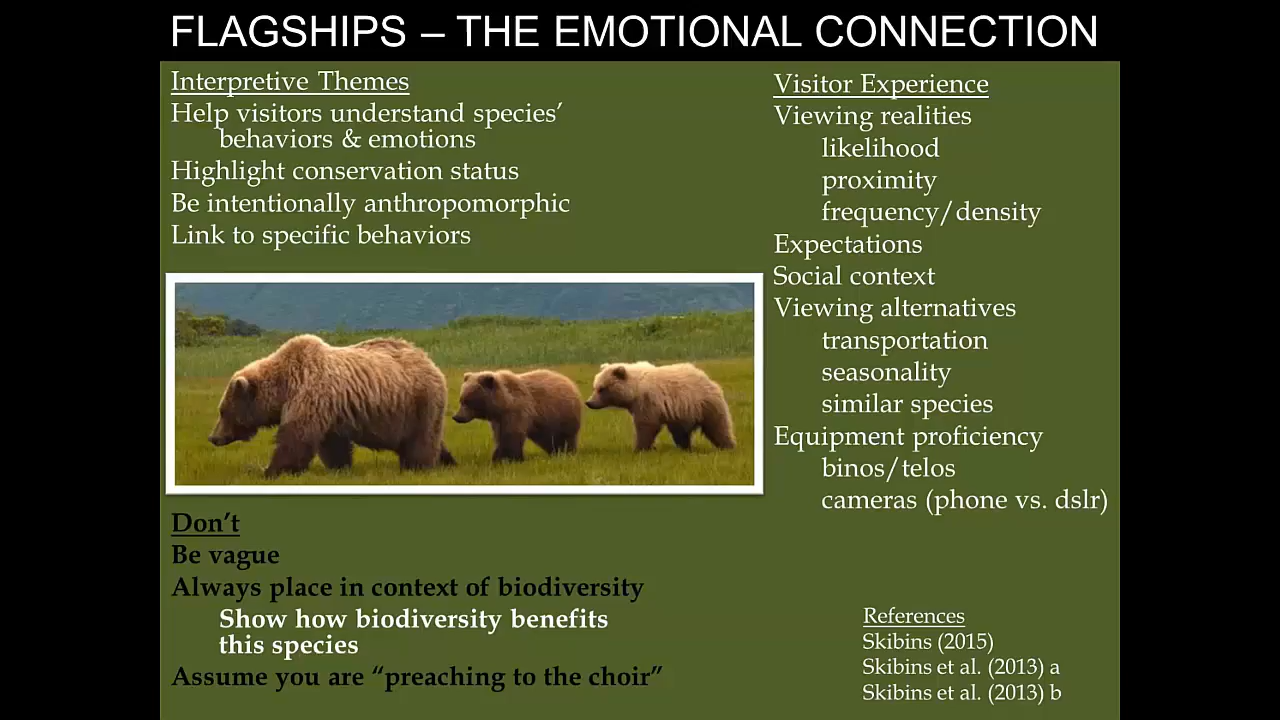 FLAGSHIPS – THE EMOTIONAL CONNECTION
Interpretive Themes
Help visitors understand species’
behaviors & emotions
Highlight conservation status
Be intentionally anthropomorphic
Link to specific behaviors
Don’t
Be vague
Always place in context of biodiversity
Show how biodiversity benefits
this species
Assume you are “preaching to the choir”
Visitor Experience
Viewing realities
likelihood
proximity
frequency/density
Expectations
Social context
Viewing alternatives
transportation
seasonality
similar species
Equipment proficiency
binos/telos
cameras (phone vs. dslr)
References
Skibins (2015)
Skibins et al. (2013) a
Skibins et al. (2013) b